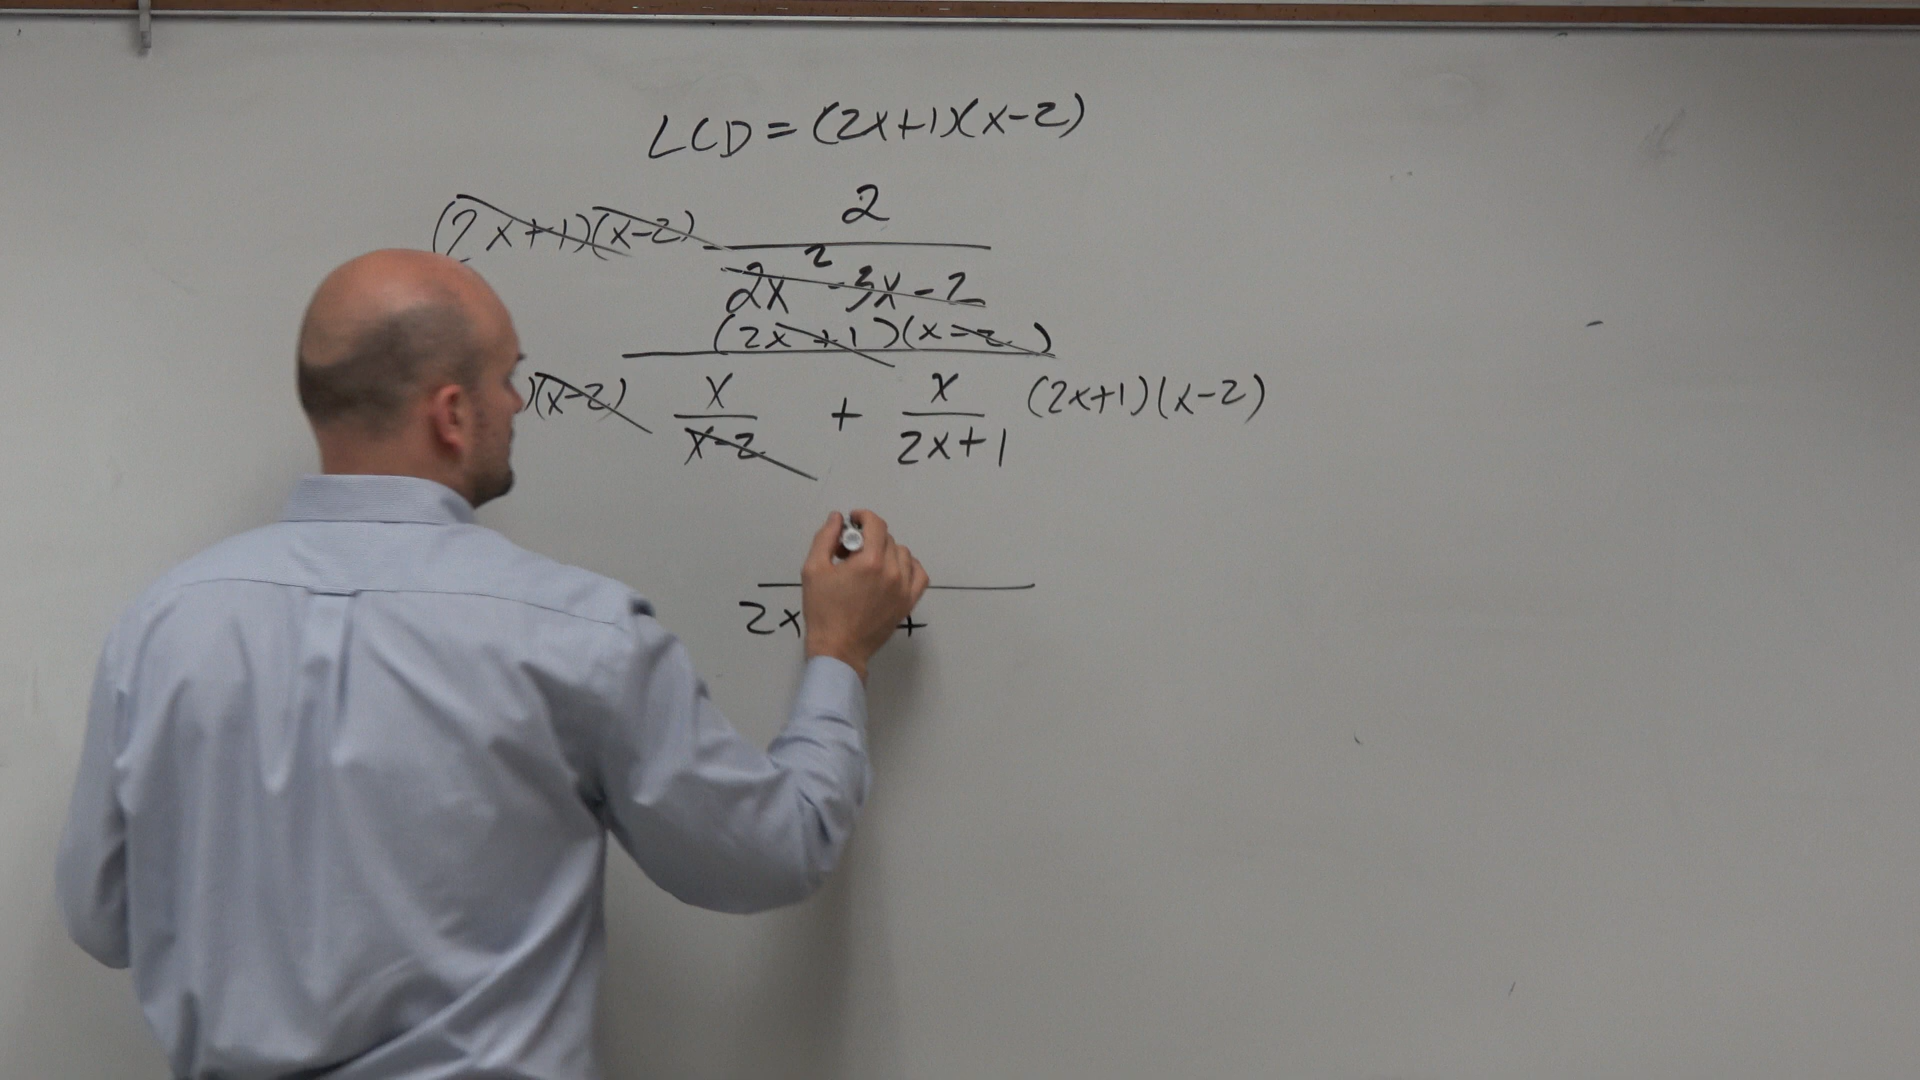 LCD = (2x+1)(x-2)
(2x+1)(x-2) 2
2x² - 3x - 2
(2x+1)(x-2)
)(x-2) x + x (2x+1)(x-2)
x-2 2x+1
2x +